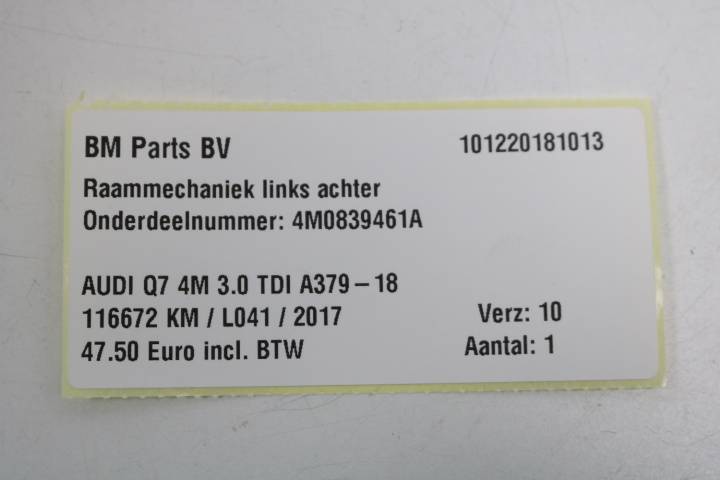 BM Parts BV 101220181013
Raammechaniek links achter
Onderdeelnummer: 4M0839461A
AUDI Q7 4M 3.0 TDI A379-18
116672 KM / L041 / 2017 Verz: 10
47.50 Euro incl. BTW Aantal: 1